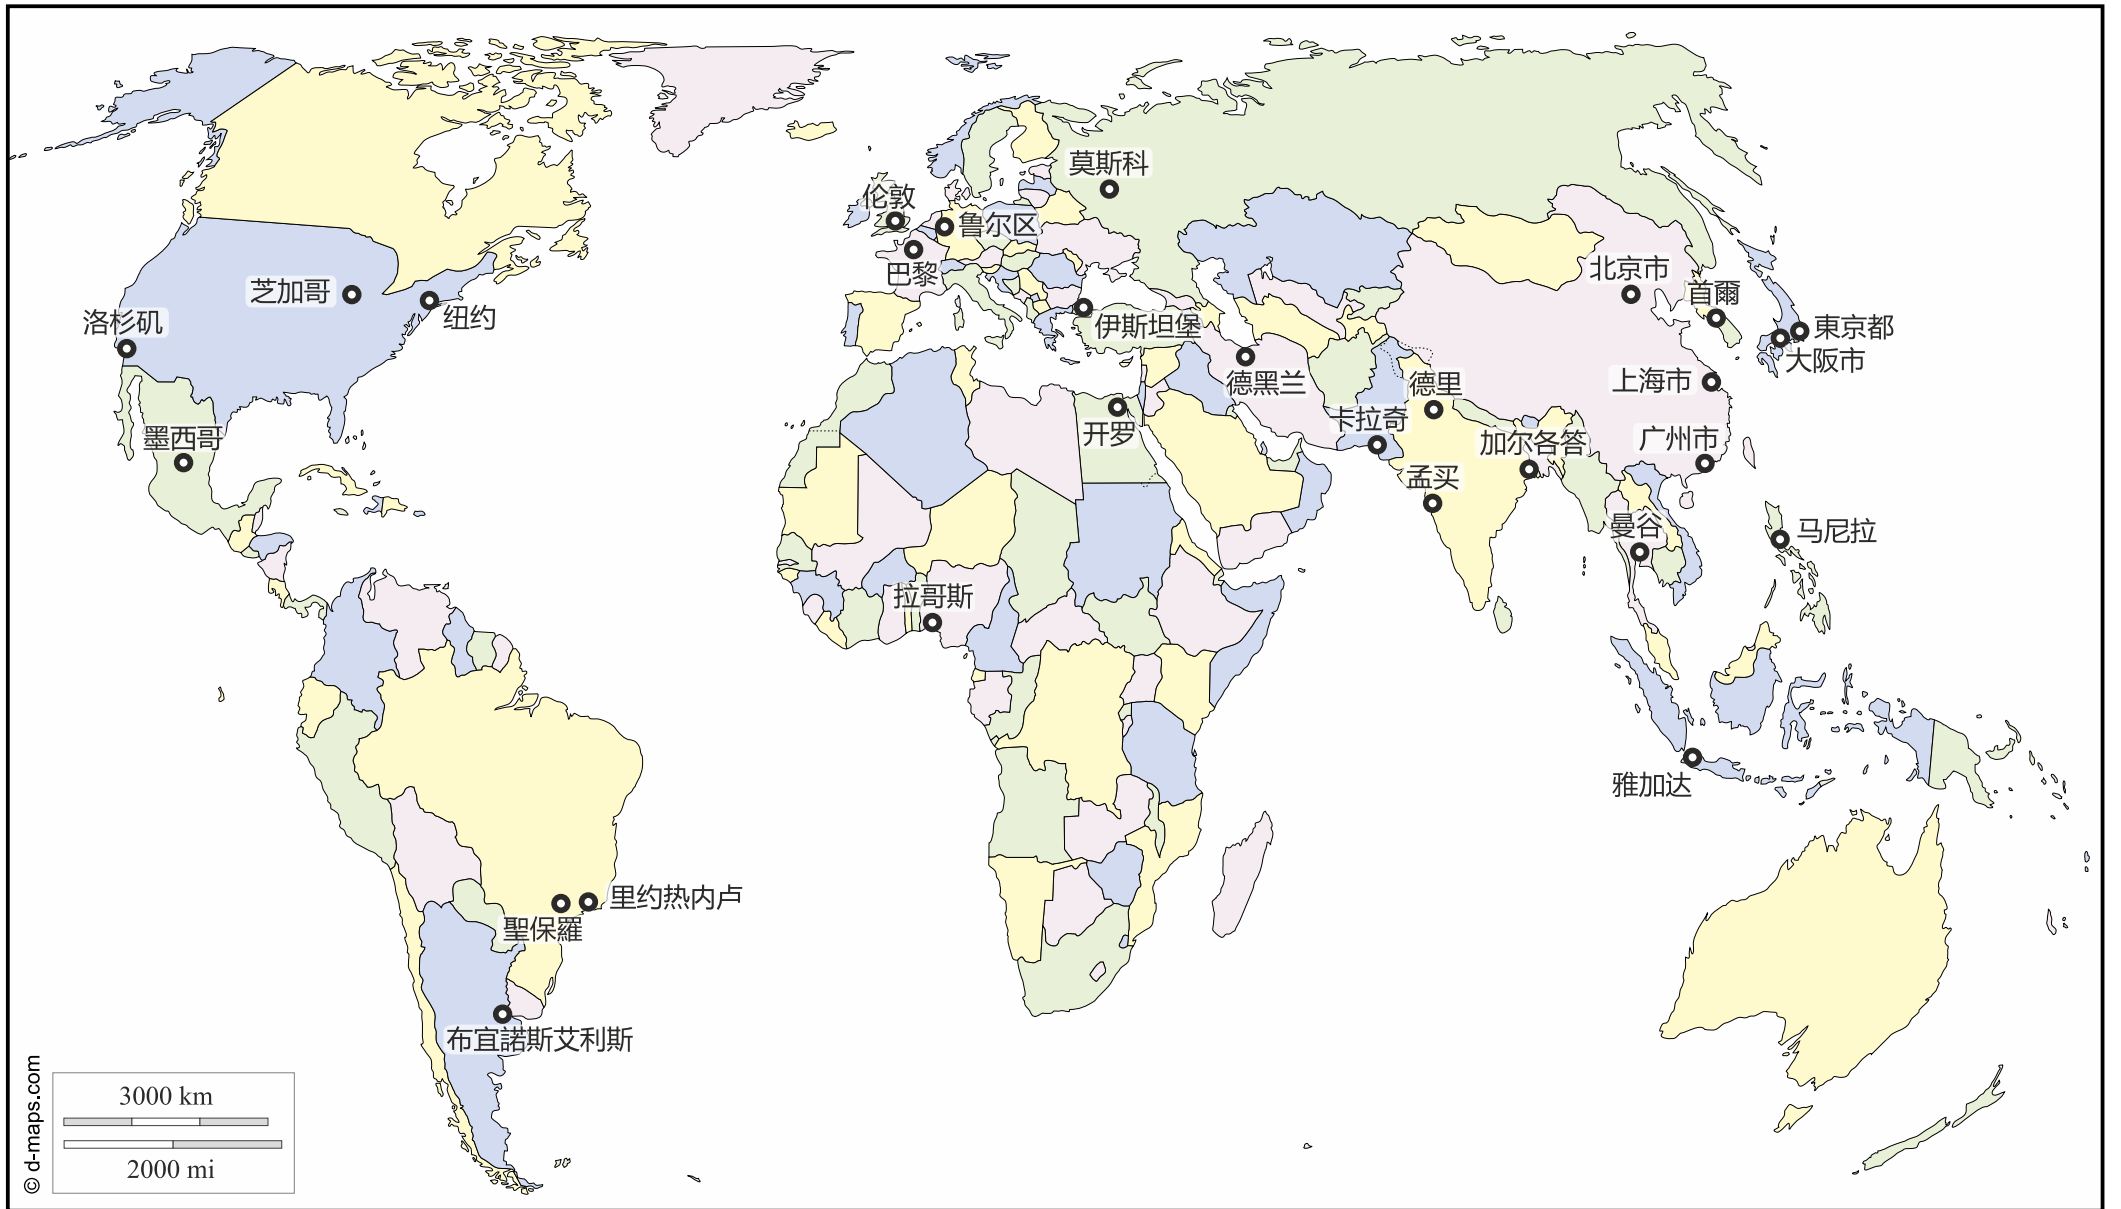 莫斯科
伦敦
鲁尔区
巴黎
北京市
芝加哥
首爾
纽约
洛杉矶
伊斯坦堡
東京都
大阪市
德黑兰
德里
上海市
卡拉奇
开罗
墨西哥
加尔各答
广州市
孟买
曼谷
马尼拉
拉哥斯
雅加达
里约热内卢
聖保羅
布宜諾斯艾利斯
3000 km
2000 mi
© d-maps.com